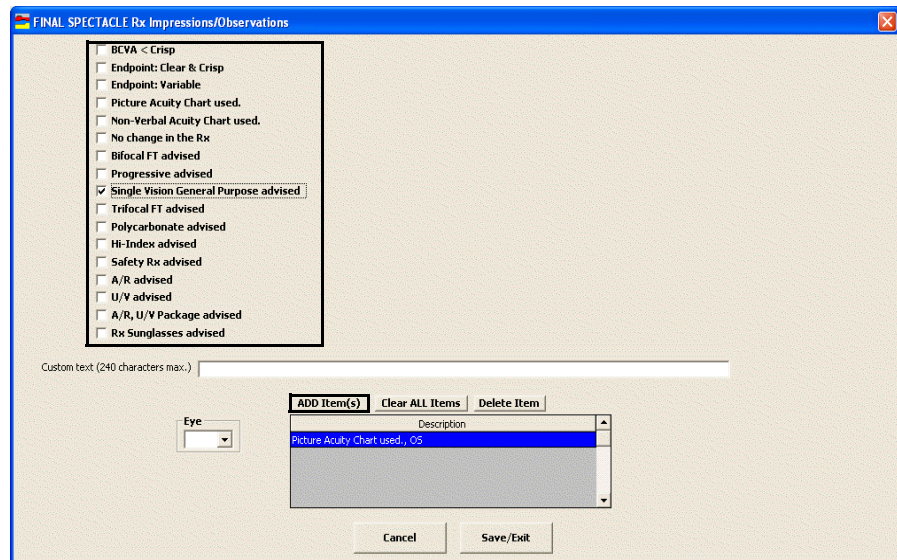 FINAL SPECTACLE Rx Impressions/Observations
BCVA < Crisp
Endpoint: Clear & Crisp
Endpoint: Variable
Picture Acuity Chart used.
Non-Verbal Acuity Chart used.
No change in the Rx
Bifocal FT advised
Progressive advised
Single Vision General Purpose advised
Trifocal FT advised
Polycarbonate advised
Hi-Index advised
Safety Rx advised
A/R advised
U/V advised
A/R, U/V Package advised
Rx Sunglasses advised
Custom text (240 characters max.)
ADD Item(s) Clear ALL Items Delete Item
Eye
Description
Picture Acuity Chart used., OS
Cancel Save/Exit